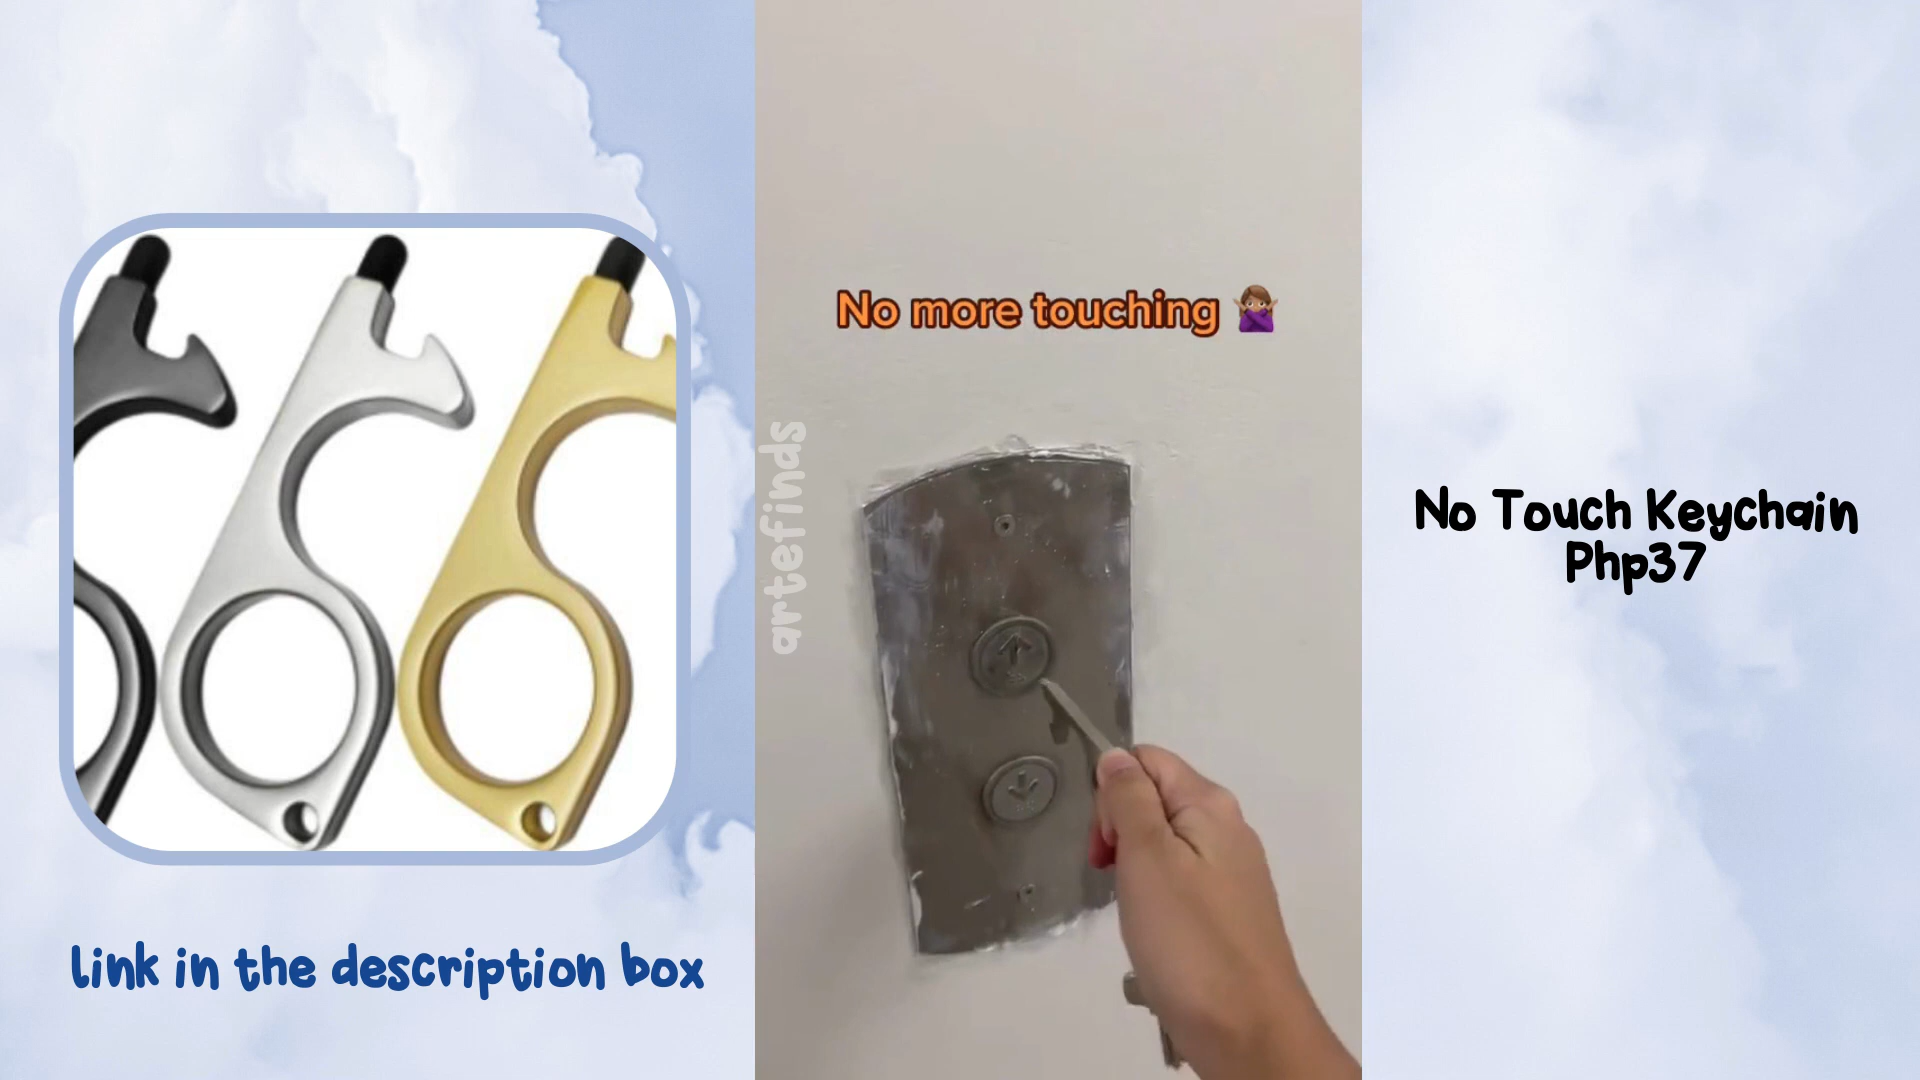 No more touching 🙅🏽‍♀️
artefinds
No Touch Keychain
Php37
link in the description box